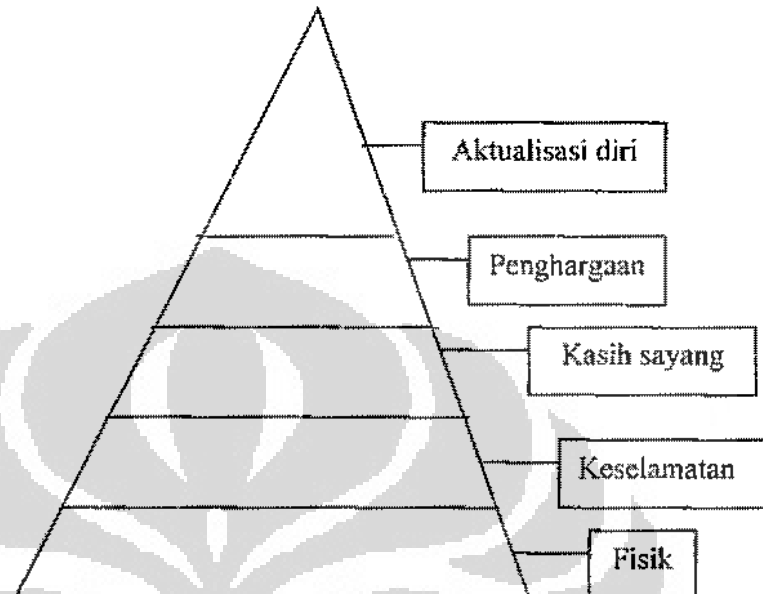 Aktualisasi diri
Penghargaan
Kasih sayang
Keselamatan
Fisik